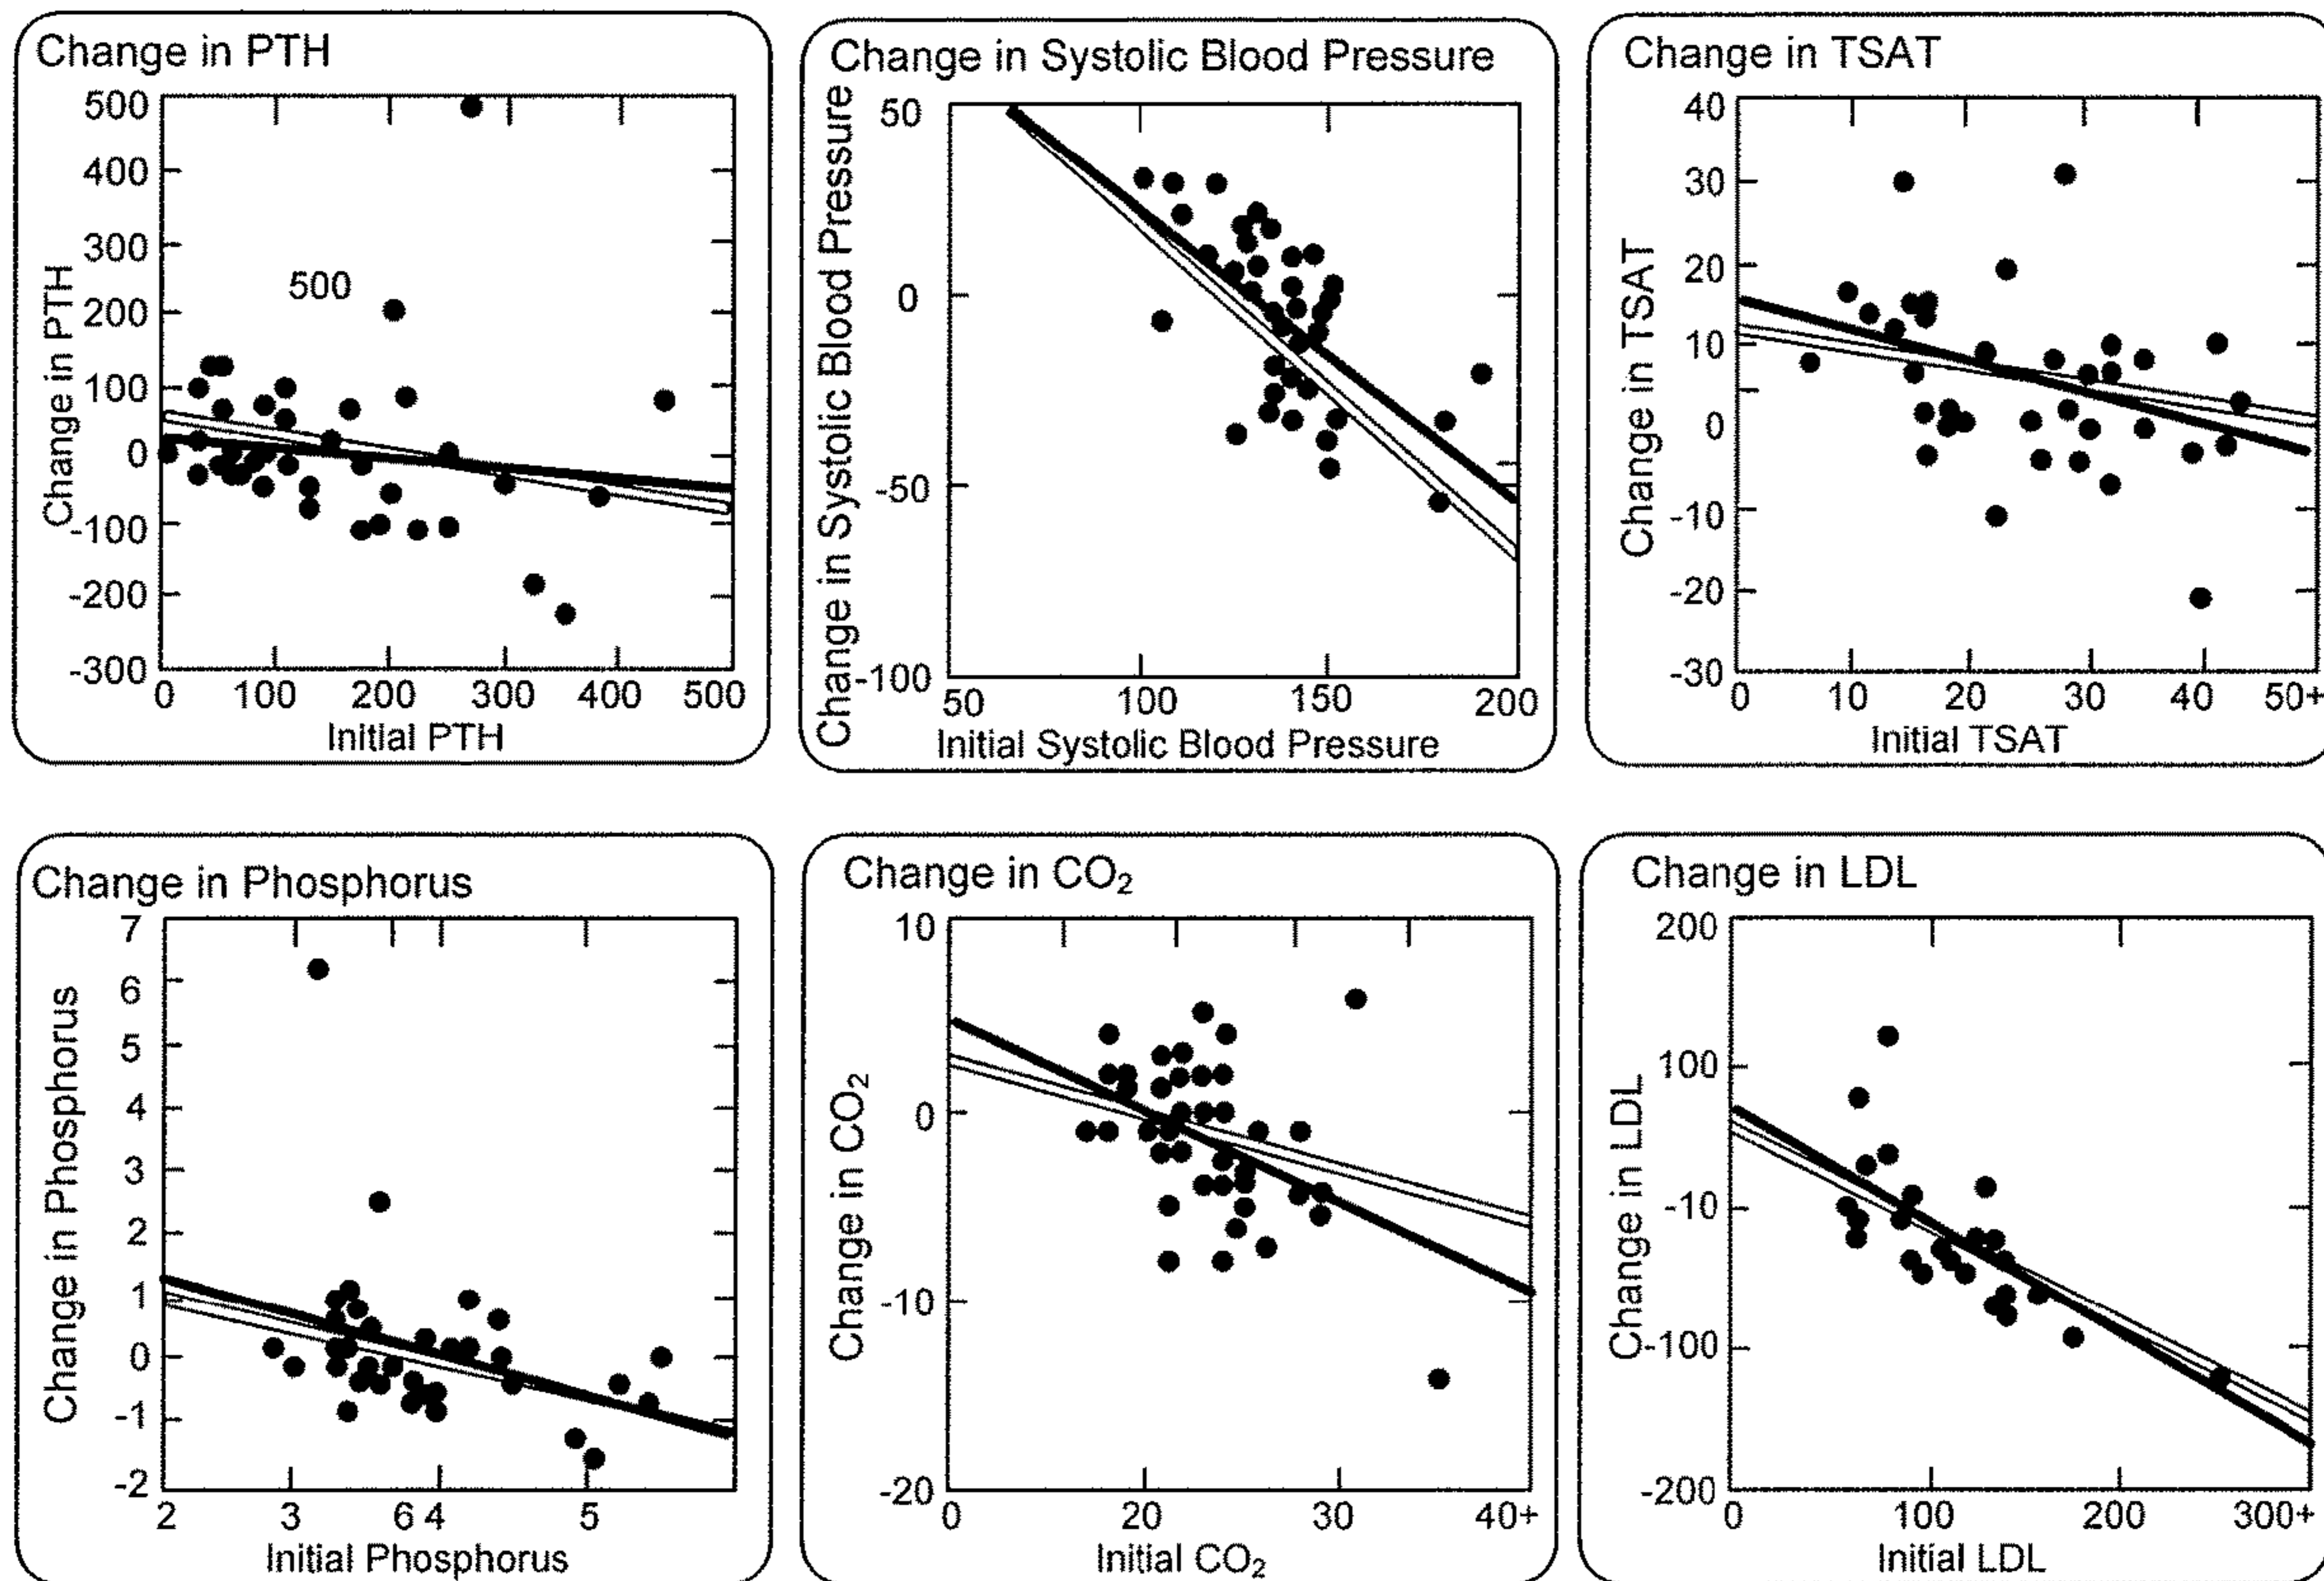 Change in PTH
Change in PTH
500
400
300
200
100
0
-100
-200
-300
500
0 100 200 300 400 500
Initial PTH
Change in Systolic Blood Pressure
Change in Systolic Blood Pressure
50
0
-50
-100
50 100 150 200
Initial Systolic Blood Pressure
Change in TSAT
Change in TSAT
40
30
20
10
0
-10
-20
-30
0 10 20 30 40 50+
Initial TSAT
Change in Phosphorus
Change in Phosphorus
7
6
5
4
3
2
1
0
-1
-2
2 3 6 4 5
Initial Phosphorus
Change in CO₂
Change in CO₂
10
0
-10
-20
0 20 30 40+
Initial CO₂
Change in LDL
Change in LDL
200
100
-10
-100
-200
0 100 200 300+
Initial LDL